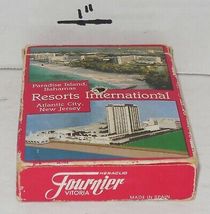 1"
Paradise Island,
Bahamas
Resorts International
Atlantic City,
New Jersey
HERACLIO
Fournier
VITORIA
MADE IN SPAIN